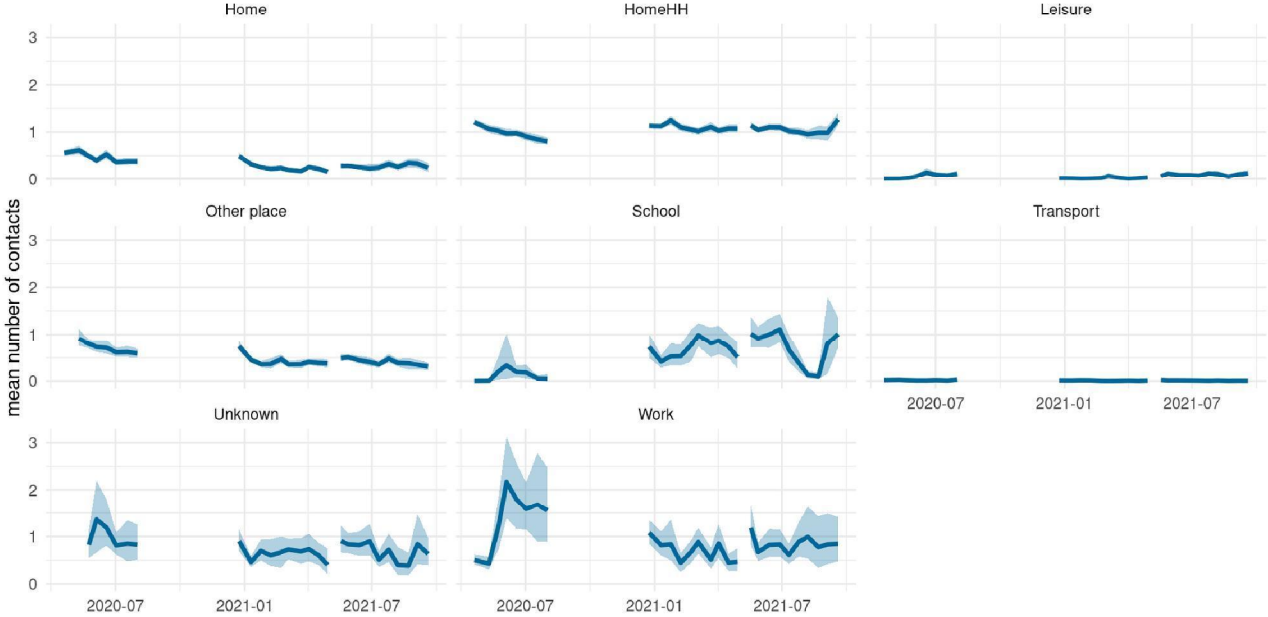 Home HomeHH Leisure
3
2
1
0
Other place School Transport
3
2
1
0
2020-07 2021-01 2021-07
Unknown Work
3
2
1
0
2020-07 2021-01 2021-07 2020-07 2021-01 2021-07
mean number of contacts